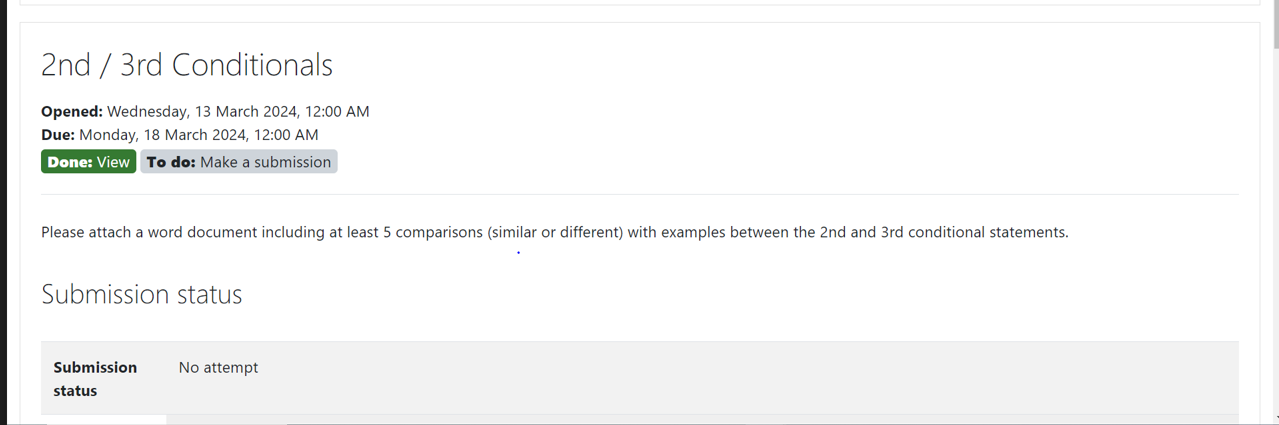 2nd / 3rd Conditionals
Opened: Wednesday, 13 March 2024, 12:00 AM
Due: Monday, 18 March 2024, 12:00 AM
Done: View To do: Make a submission
Please attach a word document including at least 5 comparisons (similar or different) with examples between the 2nd and 3rd conditional statements.
Submission status
Submission status No attempt